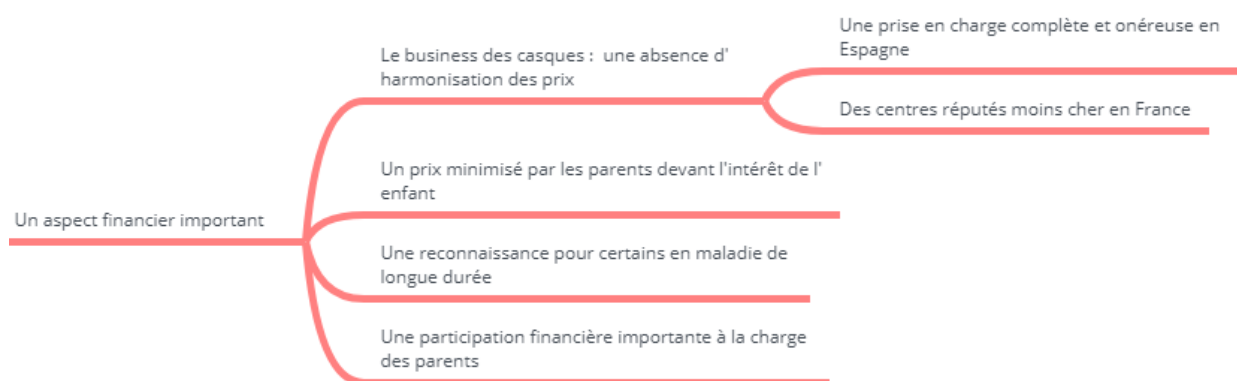 Un aspect financier important
Le business des casques :  une absence d'
harmonisation des prix
Une prise en charge complète et onéreuse en
Espagne
Des centres réputés moins cher en France
Un prix minimisé par les parents devant l'intérêt de l'
enfant
Une reconnaissance pour certains en maladie de
longue durée
Une participation financière importante à la charge
des parents